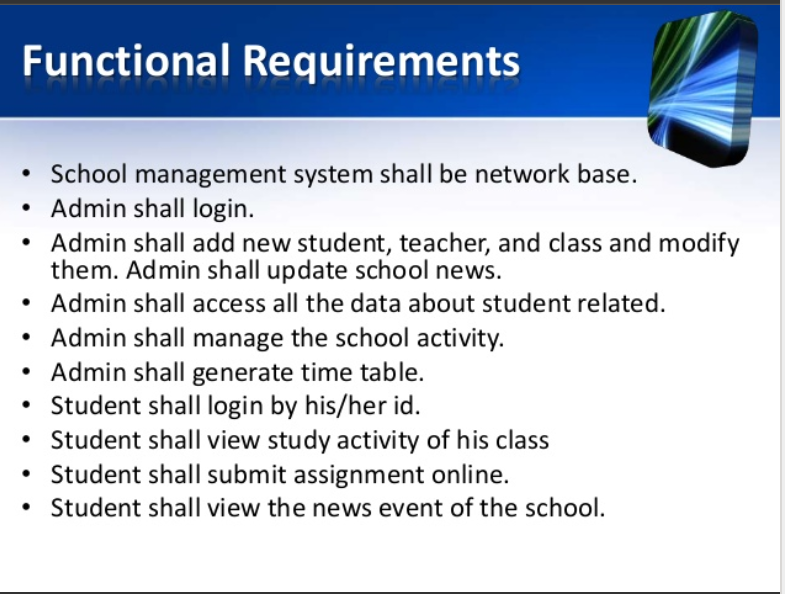 Functional Requirements
• School management system shall be network base.
• Admin shall login.
• Admin shall add new student, teacher, and class and modify
them. Admin shall update school news.
• Admin shall access all the data about student related.
• Admin shall manage the school activity.
• Admin shall generate time table.
• Student shall login by his/her id.
• Student shall view study activity of his class
• Student shall submit assignment online.
• Student shall view the news event of the school.